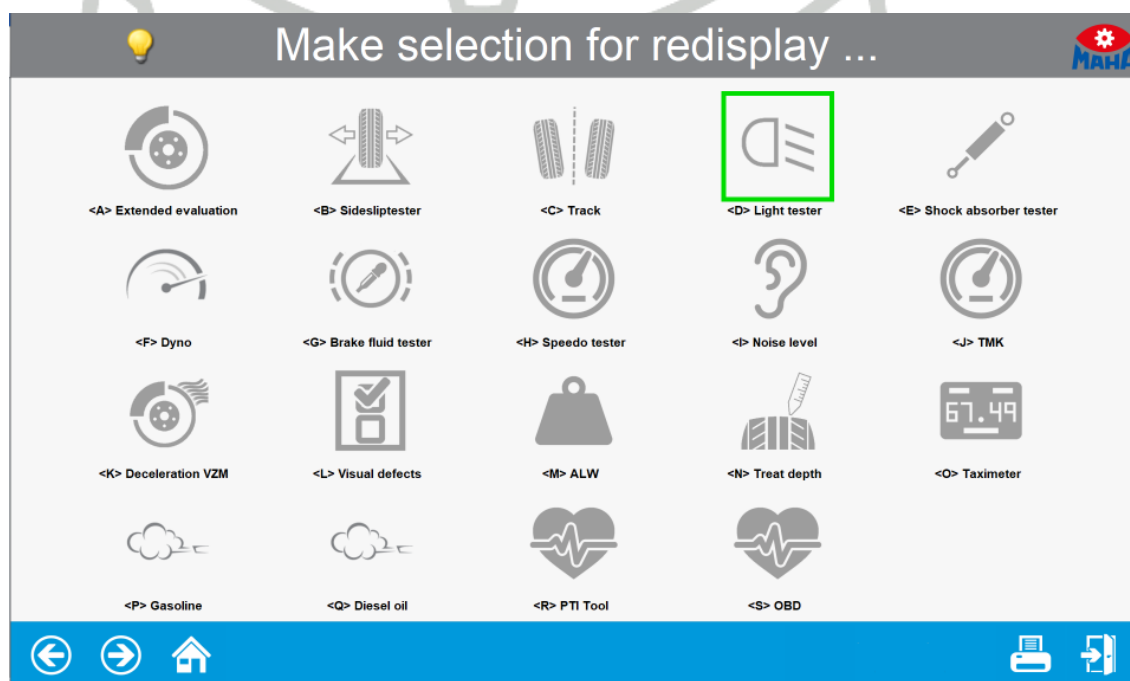 Make selection for redisplay ...
MAHA
<A> Extended evaluation
<B> Sidesliptester
<C> Track
<D> Light tester
<E> Shock absorber tester
<F> Dyno
<G> Brake fluid tester
<H> Speedo tester
<I> Noise level
<J> TMK
<K> Deceleration VZM
<L> Visual defects
<M> ALW
<N> Treat depth
67.49
<O> Taximeter
<P> Gasoline
<Q> Diesel oil
<R> PTI Tool
<S> OBD